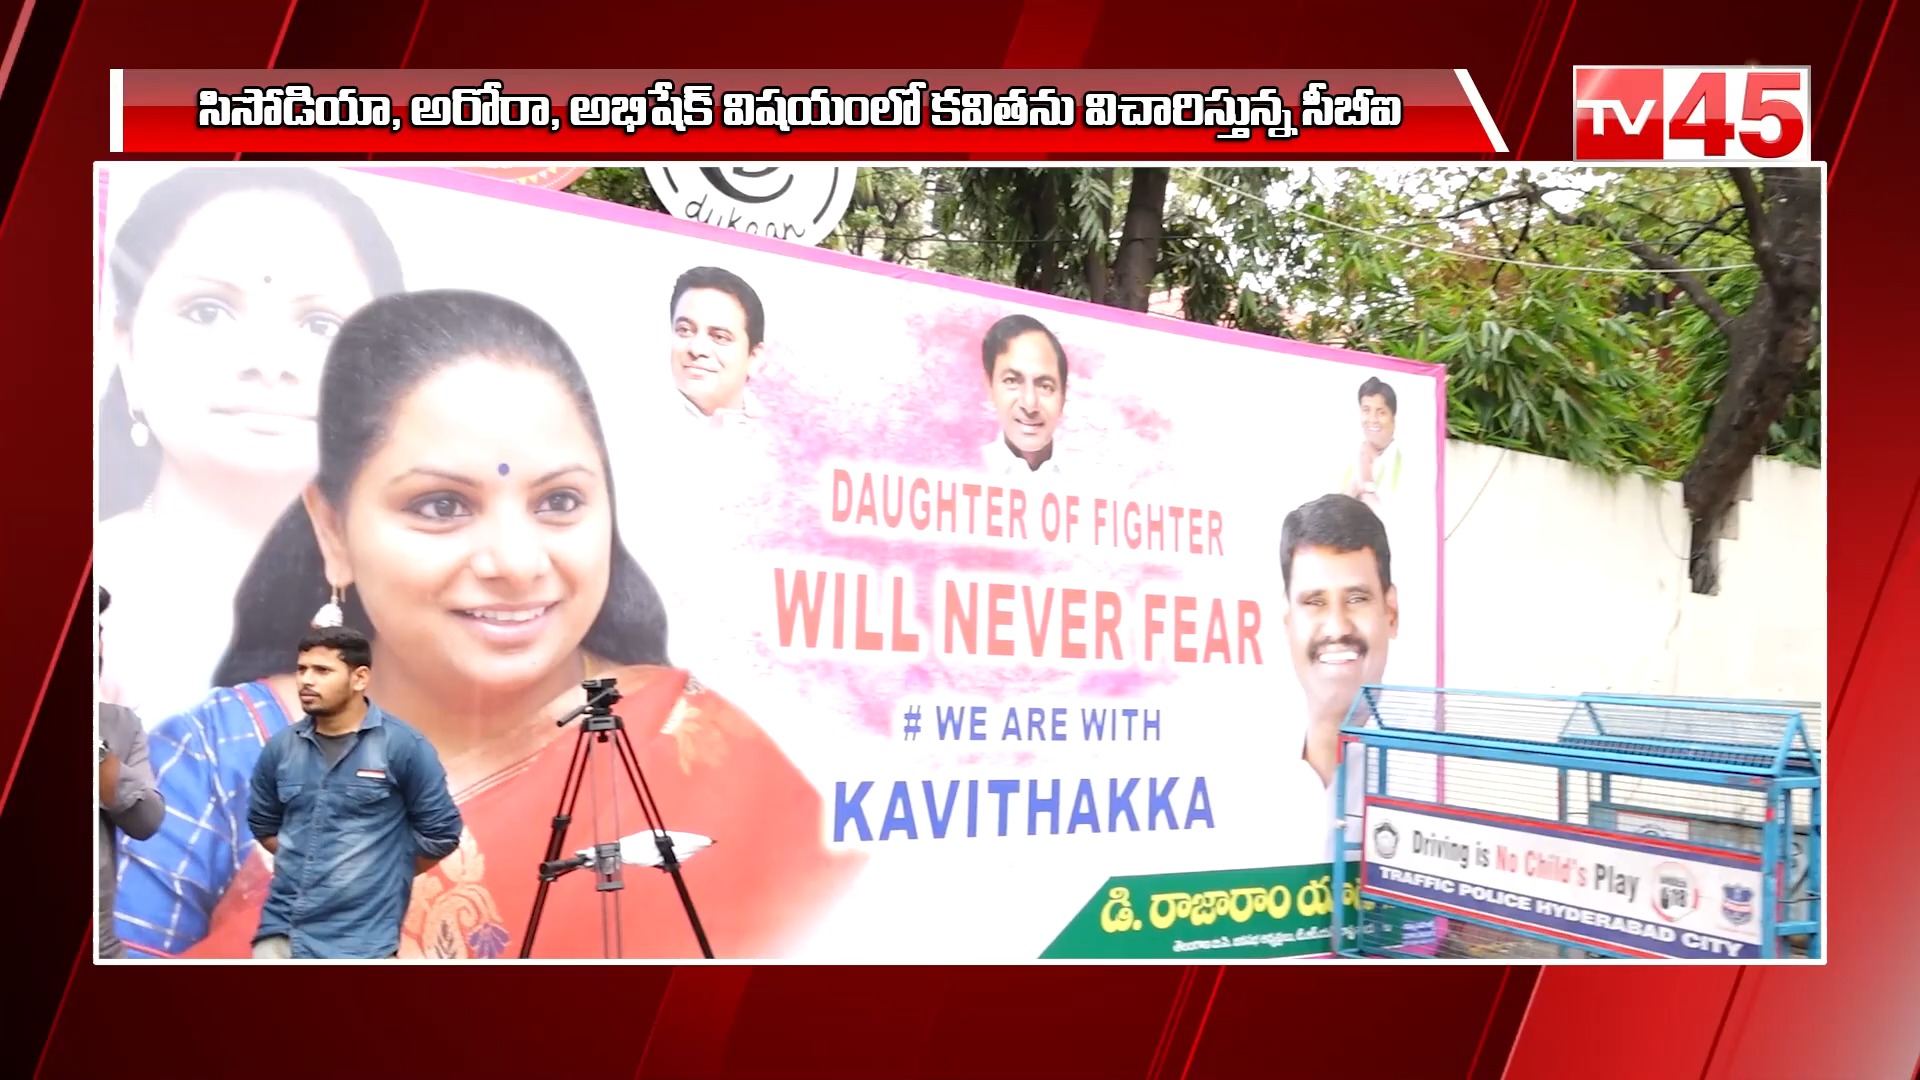 సిసోడియా, అరోరా, అభిషేక్ విషయంలో కవితను విచారిస్తున్న సీబీఐ
TV45
dukaan
DAUGHTER OF FIGHTER
WILL NEVER FEAR
# WE ARE WITH
KAVITHAKKA
డి. రాజారాం
Driving is No Child's Play
TRAFFIC POLICE HYDERABAD CITY